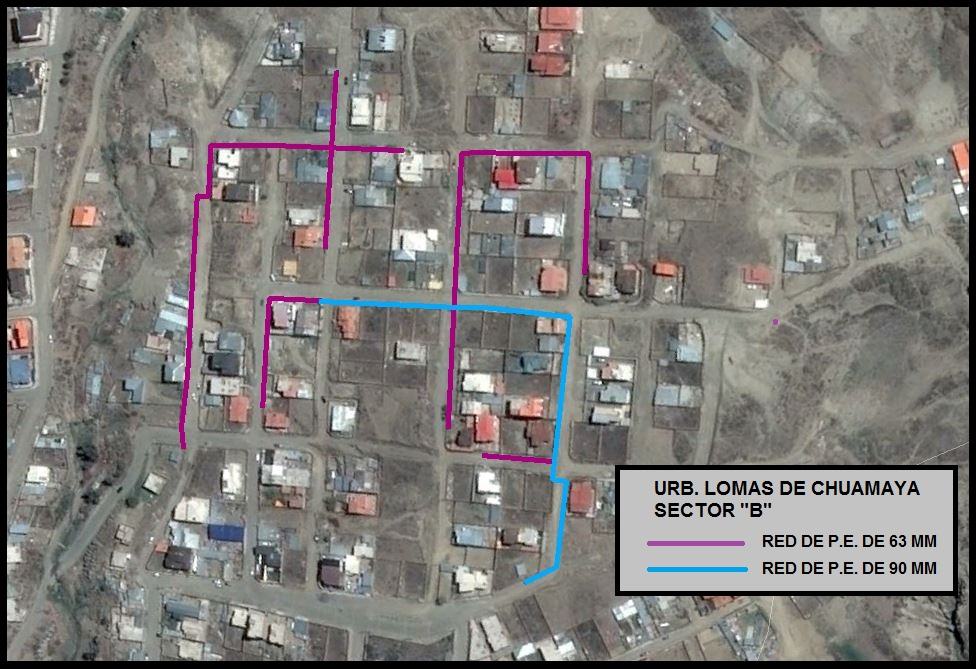 URB. LOMAS DE CHUAMAYA
SECTOR "B"
RED DE P.E. DE 63 MM
RED DE P.E. DE 90 MM